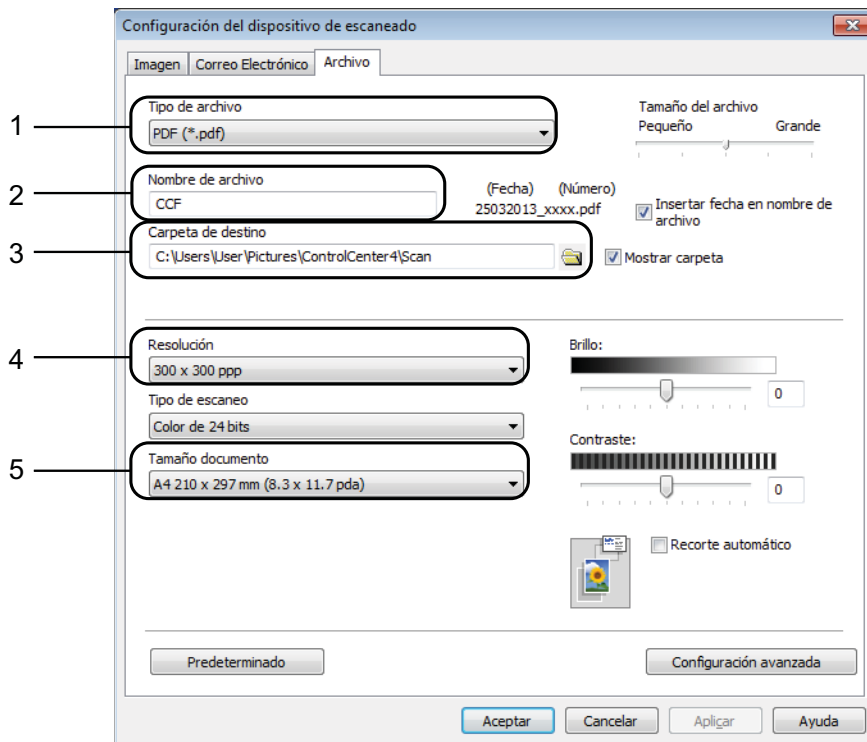 Configuración del dispositivo de escaneado
Imagen
Correo Electrónico
Archivo
1
Tipo de archivo
PDF (*.pdf)
Tamaño del archivo
Pequeño
Grande
2
Nombre de archivo
CCF
(Fecha)
(Número)
25032013_xxxx.pdf
Insertar fecha en nombre de
archivo
3
Carpeta de destino
C:\Users\User\Pictures\ControlCenter4\Scan
Mostrar carpeta
4
Resolución
300 x 300 ppp
Brillo:
0
Tipo de escaneo
Color de 24 bits
Contraste:
0
5
Tamaño documento
A4 210 x 297 mm (8.3 x 11.7 pda)
Recorte automático
Predeterminado
Configuración avanzada
Aceptar
Cancelar
Aplicar
Ayuda